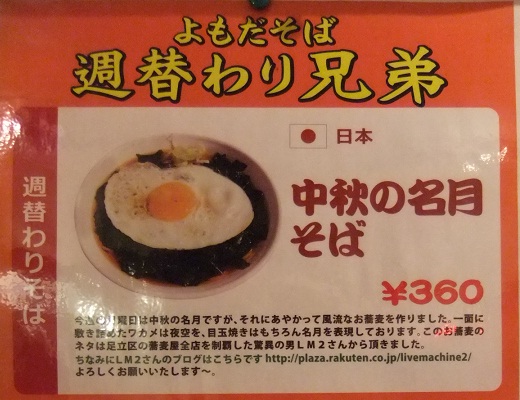 よもだそば
週替わり兄弟
週替わりそば
日本
中秋の名月
そば
¥360
今週の月曜日は中秋の名月ですが、それにあやかって風流なお蕎麦を作りました。一面に
敷き詰めたワカメは夜空を、目玉焼きはもちろん名月を表現しております。このお蕎麦の
ネタは足立区の蕎麦屋全店を制覇した驚異の男LM2さんから頂きました。
ちなみにLM2さんのブログはこちらです http://plaza.rakuten.co.jp/livemachine2/
よろしくお願いいたします～。